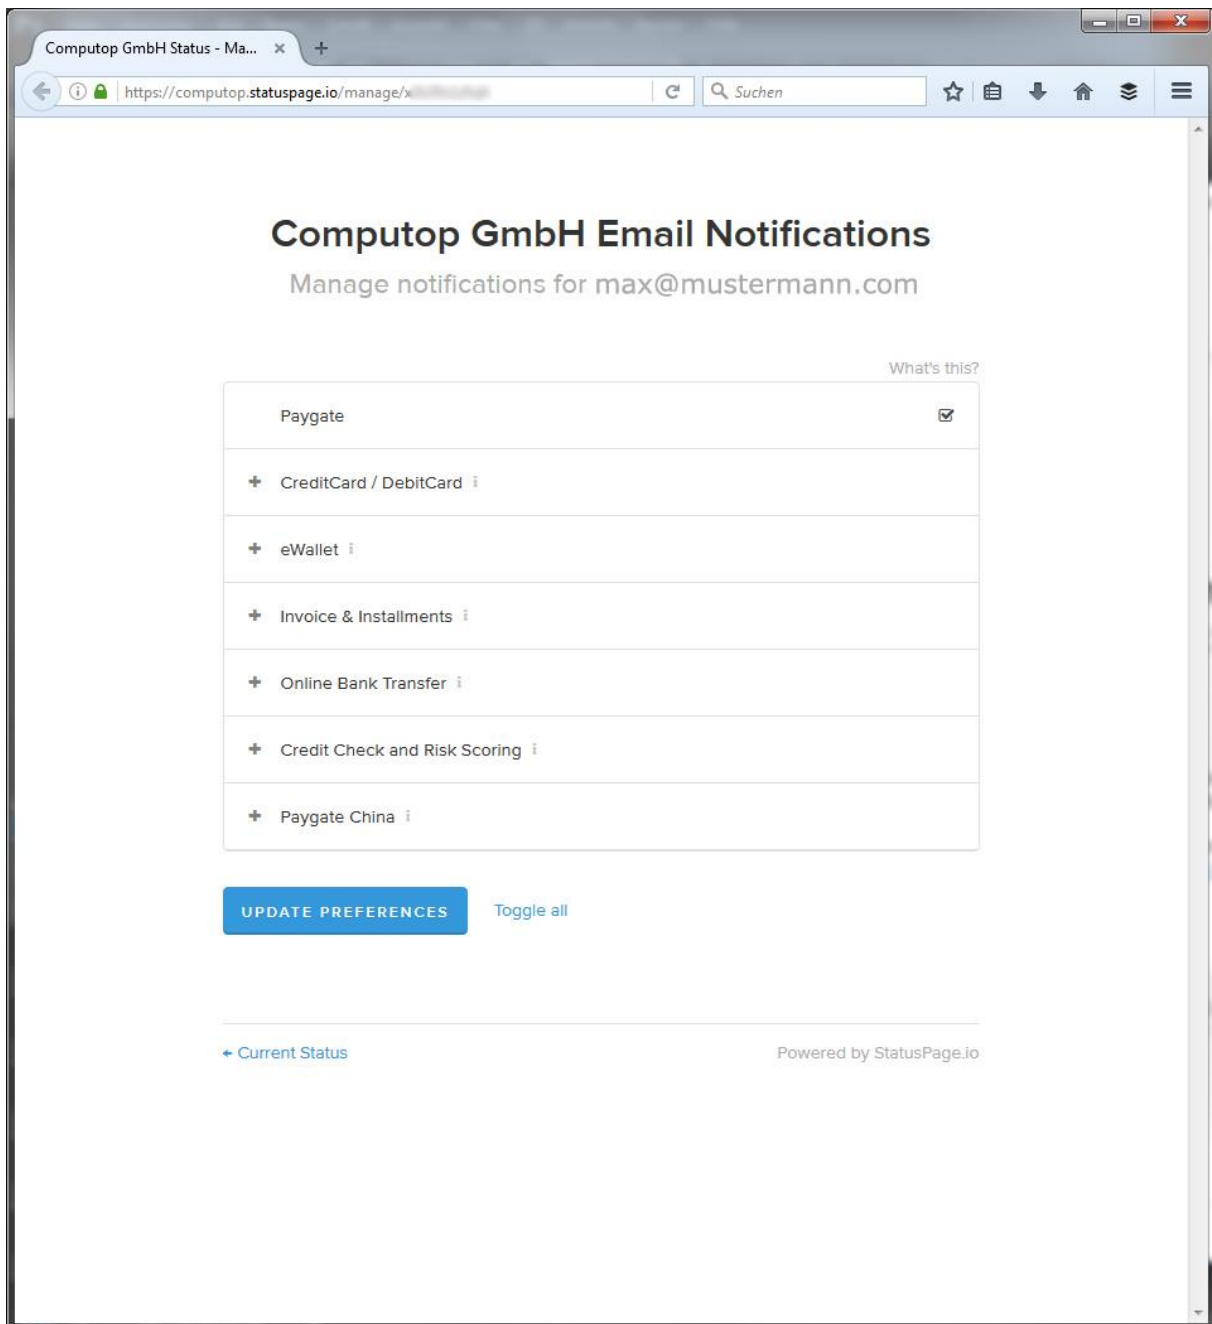 Computop GmbH Status - Ma...
https://computop.statuspage.io/manage/x
Suchen
Computop GmbH Email Notifications
Manage notifications for max@mustermann.com
What's this?
Paygate
CreditCard / DebitCard
eWallet
Invoice & Installments
Online Bank Transfer
Credit Check and Risk Scoring
Paygate China
UPDATE PREFERENCES Toggle all
Current Status Powered by StatusPage.io